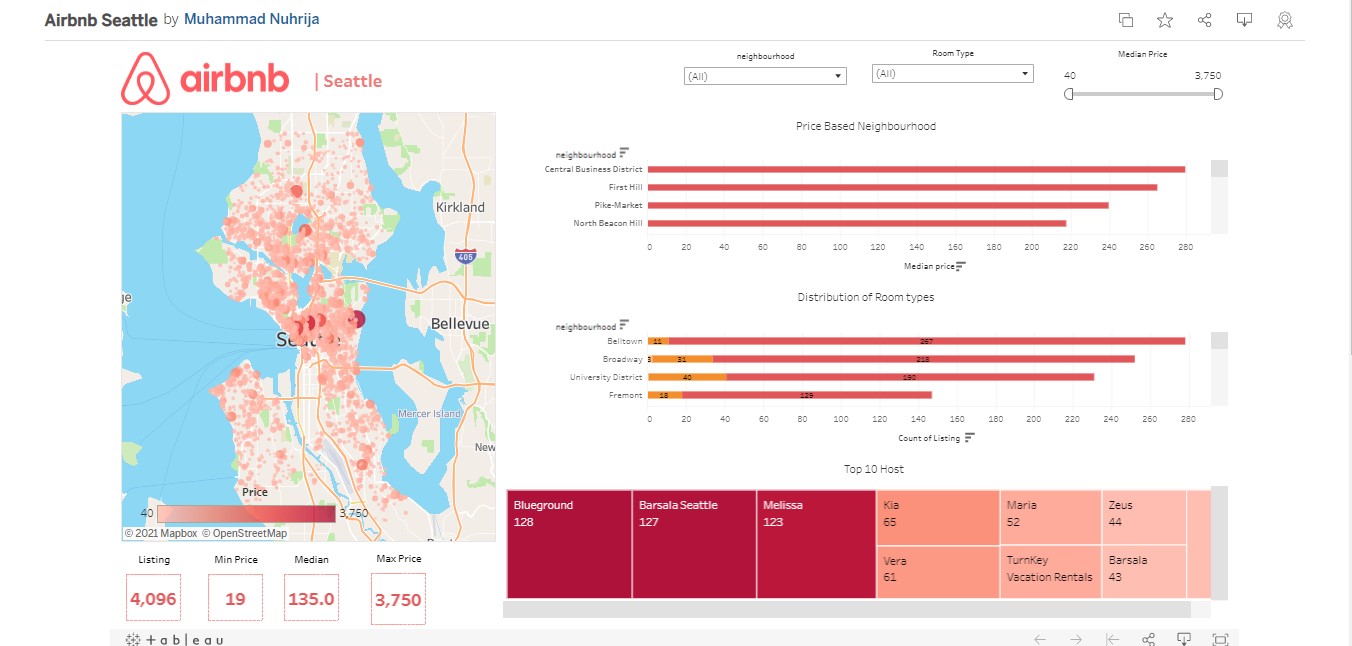 Airbnb Seattle by Muhammad Nuhrija
airbnb | Seattle
neighbourhood
(All)
Room Type
(All)
Median Price
40 3,750
Kirkland
405
Bellevue
Mercer Island
New
Price
40 3,750
© 2021 Mapbox © OpenStreetMap
Listing
4,096
Min Price
19
Median
135.0
Max Price
3,750
Price Based Neighbourhood
neighbourhood
Central Business District
First Hill
Pike-Market
North Beacon Hill
0 20 40 60 80 100 120 140 160 180 200 220 240 260 280
Median price
Distribution of Room types
neighbourhood
Belltown 11 267
Broadway 31 218
University District 40 190
Fremont 18 129
0 20 40 60 80 100 120 140 160 180 200 220 240 260 280
Count of Listing
Top 10 Host
Blueground
128
Barsala Seattle
127
Melissa
123
Kia
65
Vera
61
Maria
52
TurnKey
Vacation Rentals
Zeus
44
Barsala
43
+ableau